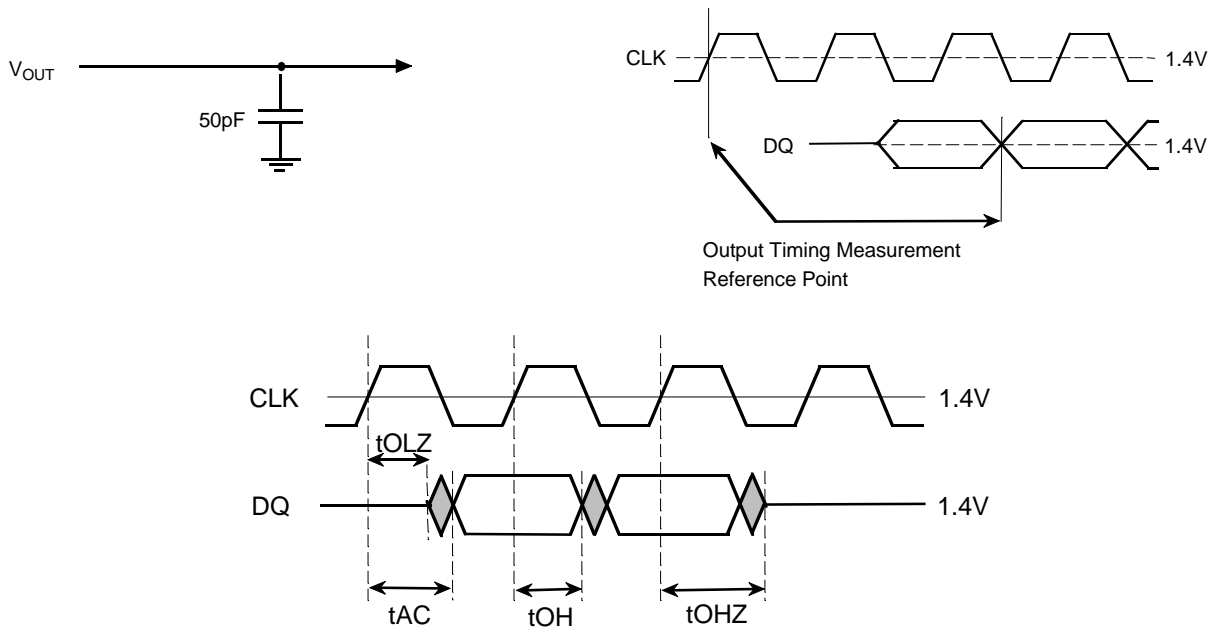 VOUT
50pF
CLK
1.4V
DQ
1.4V
Output Timing Measurement
Reference Point
CLK
1.4V
tOLZ
DQ
1.4V
tAC
tOH
tOHZ